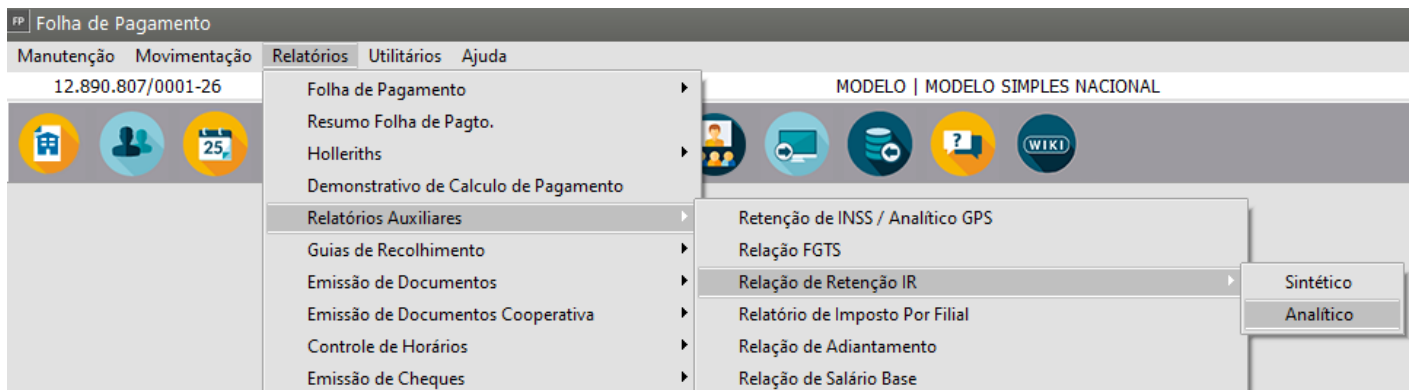 FP Folha de Pagamento
Manutenção Movimentação Relatórios Utilitários Ajuda
12.890.807/0001-26
MODELO | MODELO SIMPLES NACIONAL
25
?
WIKI
Folha de Pagamento
Resumo Folha de Pagto.
Holleriths
Demonstrativo de Calculo de Pagamento
Relatórios Auxiliares
Guias de Recolhimento
Emissão de Documentos
Emissão de Documentos Cooperativa
Controle de Horários
Emissão de Cheques
Retenção de INSS / Analítico GPS
Relação FGTS
Relação de Retenção IR
Relatório de Imposto Por Filial
Relação de Adiantamento
Relação de Salário Base
Sintético
Analítico